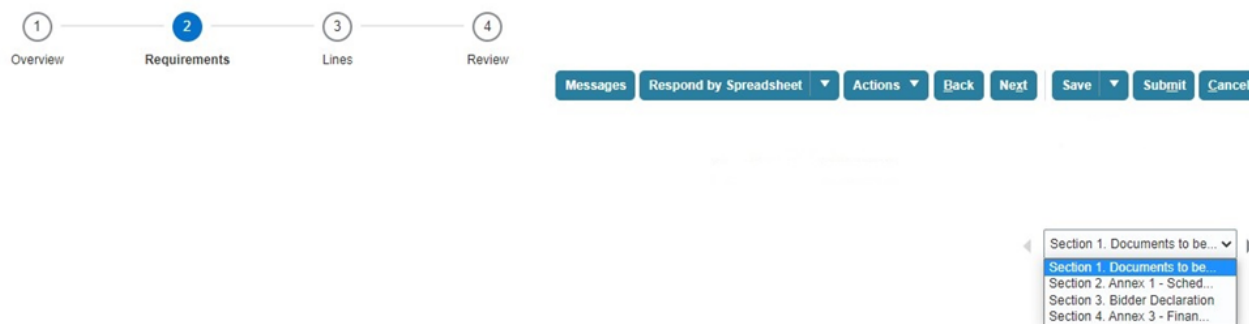 1 2 3 4
Overview Requirements Lines Review
Messages Respond by Spreadsheet Actions Back Next Save Submit Cancel
Section 1. Documents to be...
Section 1. Documents to be...
Section 2. Annex 1 - Sched...
Section 3. Bidder Declaration
Section 4. Annex 3 - Finan...